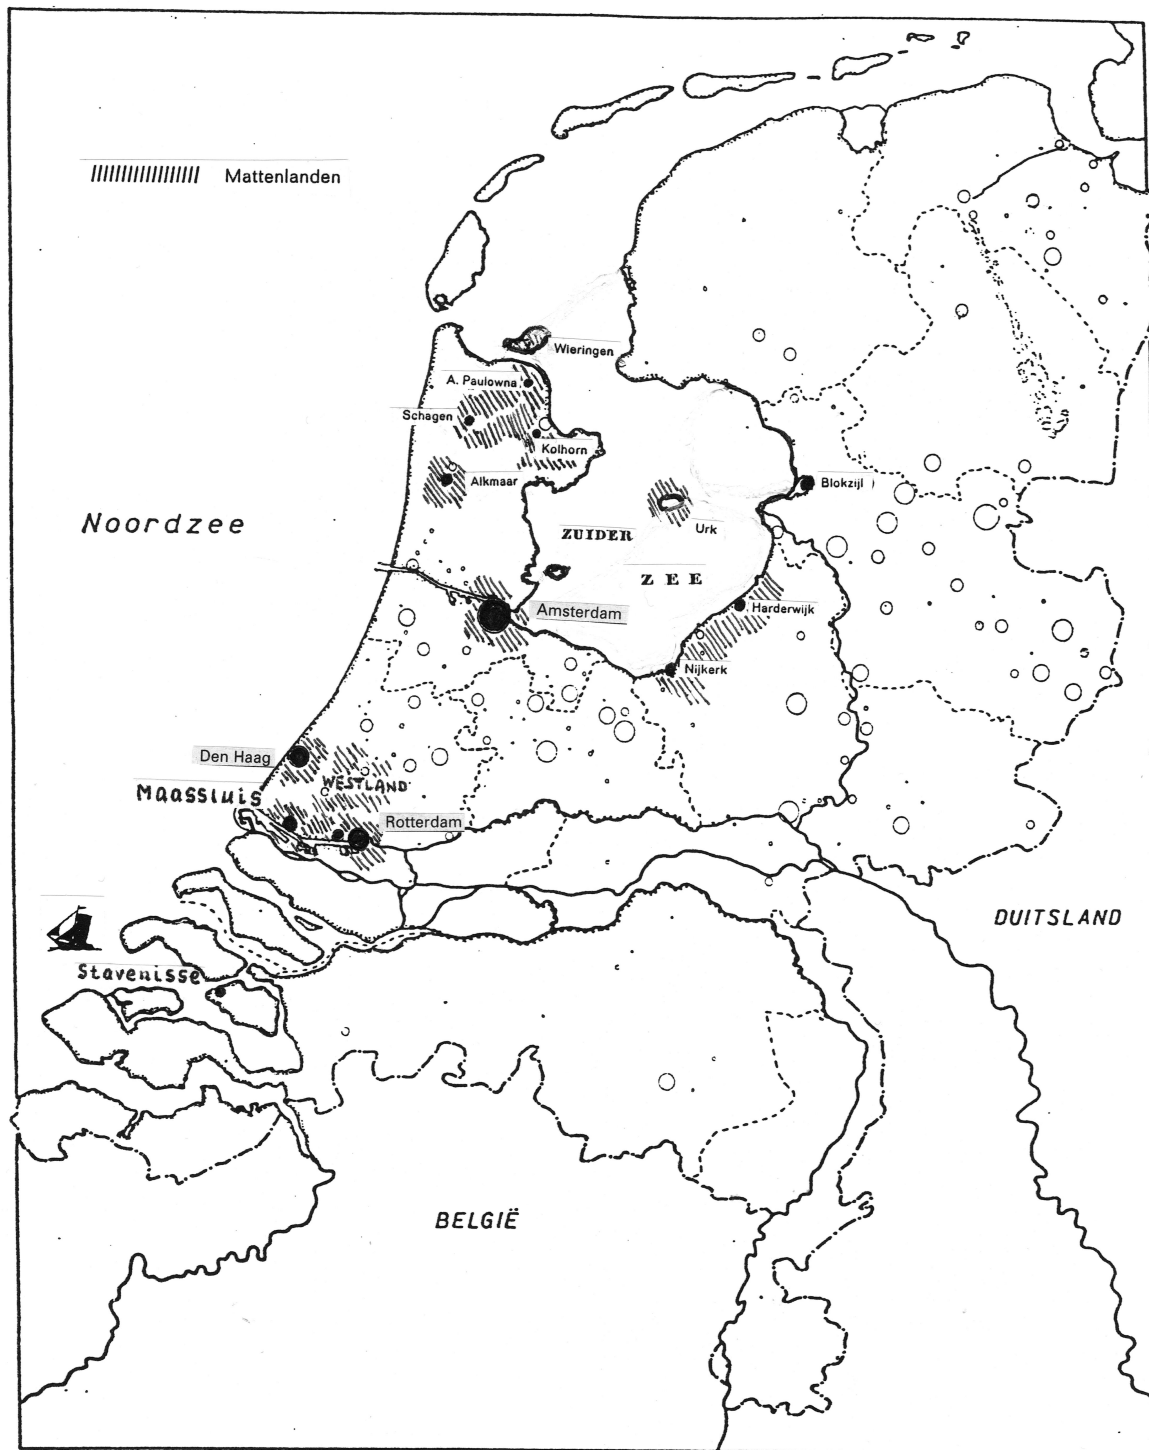 Mattenlanden
Wieringen
A. Paulowna
Schagen
Kolhorn
Alkmaar
Blokzijl
Noordzee
Urk
ZUIDER
ZEE
Harderwijk
Amsterdam
Nijkerk
Den Haag
WESTLAND
Maassluis
Rotterdam
DUITSLAND
Stavenisse
BELGIË